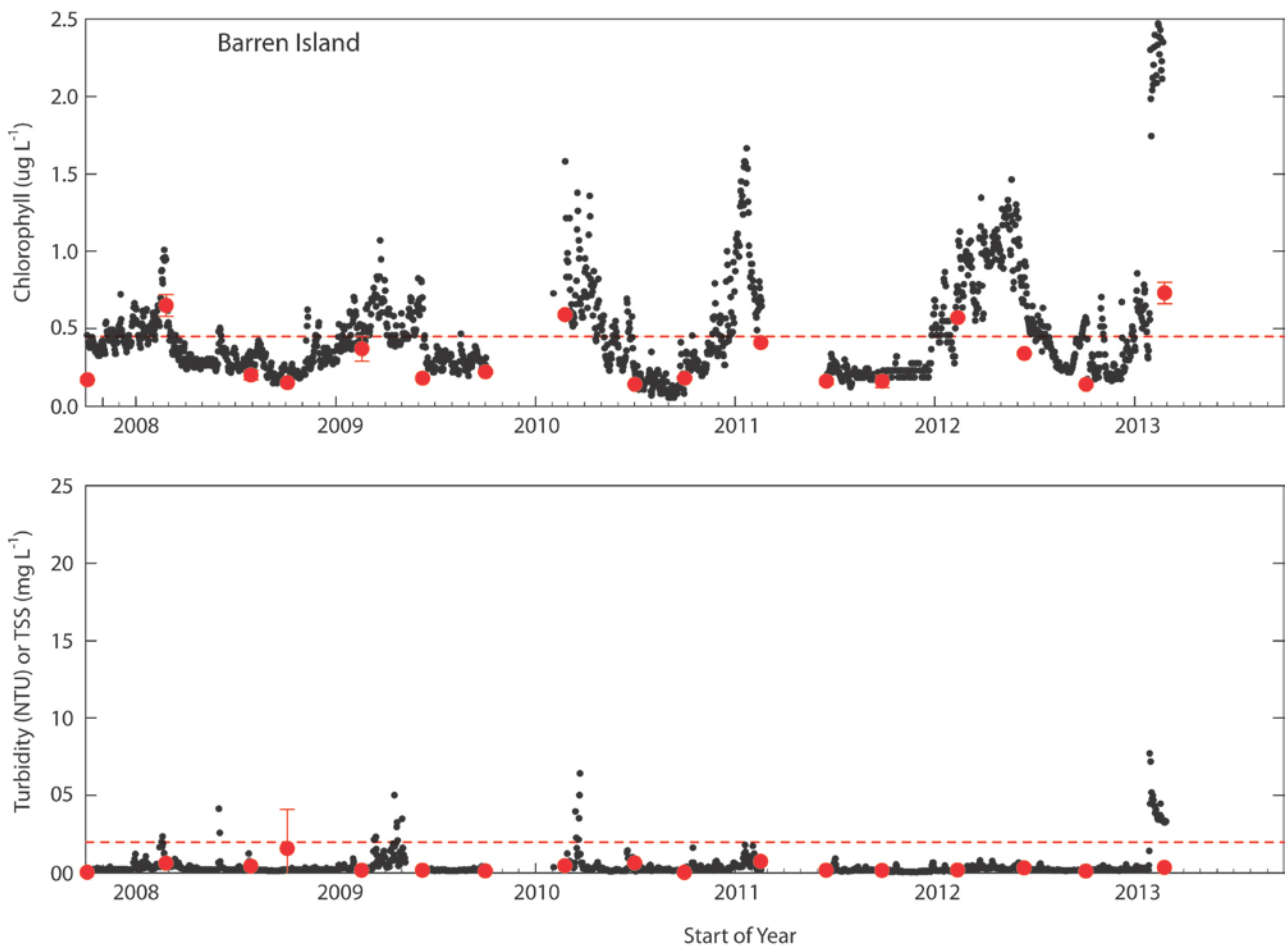 Barren Island
Chlorophyll (ug L-1)
2.5
2.0
1.5
1.0
0.5
0.0
2008 2009 2010 2011 2012 2013
Turbidity (NTU) or TSS (mg L-1)
25
20
15
10
05
00
2008 2009 2010 2011 2012 2013
Start of Year